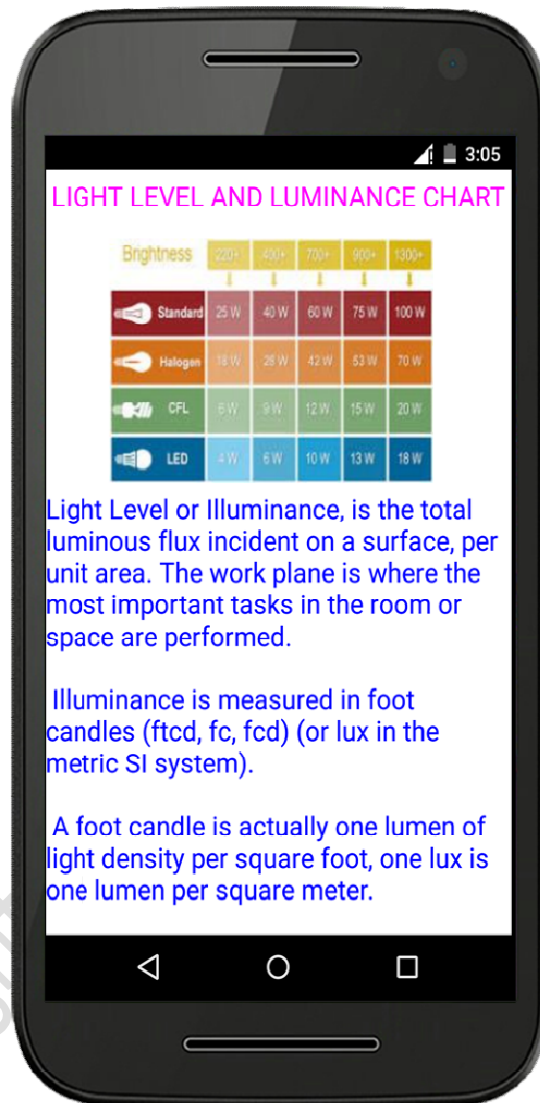 3:05
LIGHT LEVEL AND LUMINANCE CHART
Brightness 220+ 400+ 700+ 900+ 1300+
Standard 25 W 40 W 60 W 75 W 100 W
Halogen 18 W 28 W 42 W 53 W 70 W
CFL 6 W 9 W 12 W 15 W 20 W
LED 4 W 6 W 10 W 13 W 18 W
Light Level or Illuminance, is the total
luminous flux incident on a surface, per
unit area. The work plane is where the
most important tasks in the room or
space are performed.
Illuminance is measured in foot
candles (ftcd, fc, fcd) (or lux in the
metric SI system).
A foot candle is actually one lumen of
light density per square foot, one lux is
one lumen per square meter.